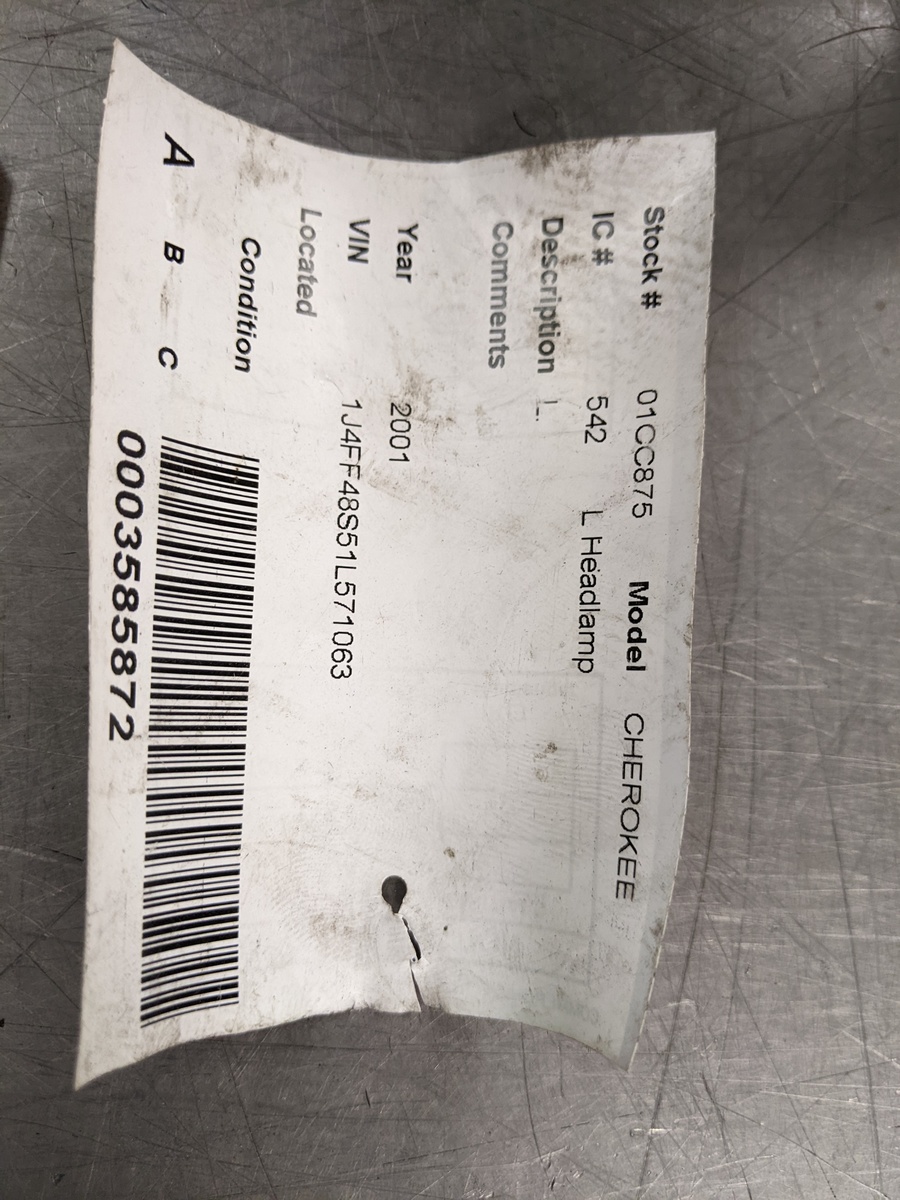 Stock # 01CC875 Model CHEROKEE
IC # 542 L Headlamp
Description L.
Comments
Year 2001
VIN 1J4FF48S51L571063
Located
Condition
A B C
0003585872